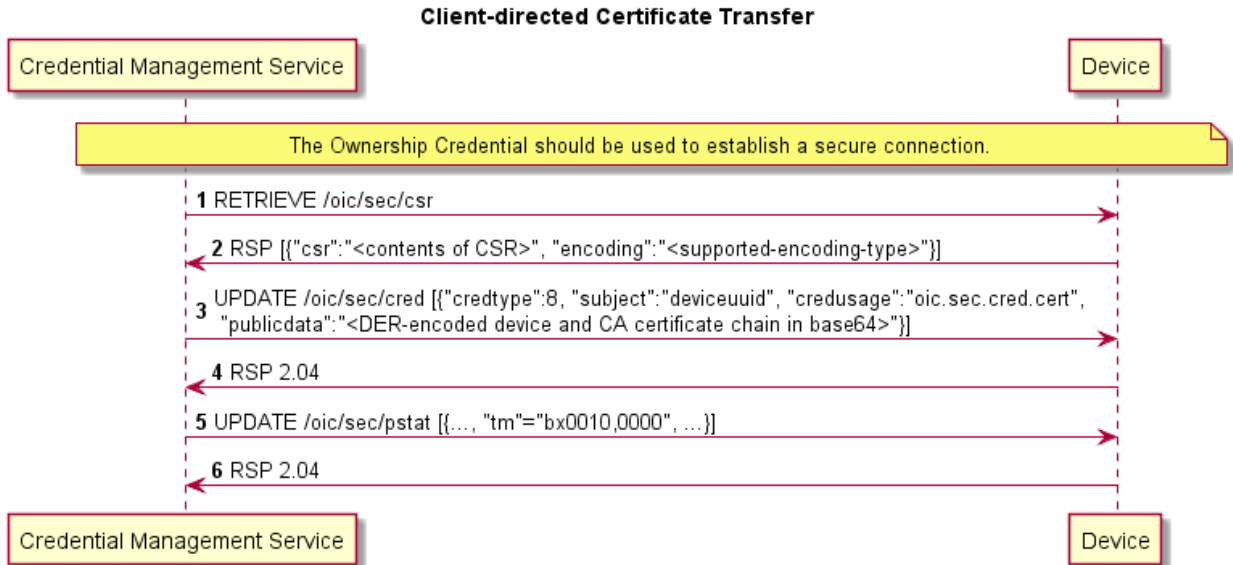 Client-directed Certificate Transfer
Credential Management Service
Device
The Ownership Credential should be used to establish a secure connection.
1 RETRIEVE /oic/sec/csr
2 RSP [{"csr":"<contents of CSR>", "encoding":"<supported-encoding-type>"}]
3 UPDATE /oic/sec/cred [{"credtype":8, "subject":"deviceuuid", "credusage":"oic.sec.cred.cert",
"publicdata":"<DER-encoded device and CA certificate chain in base64>"}]
4 RSP 2.04
5 UPDATE /oic/sec/pstat [{..., "tm"="bx0010,0000", ...}]
6 RSP 2.04
Credential Management Service
Device